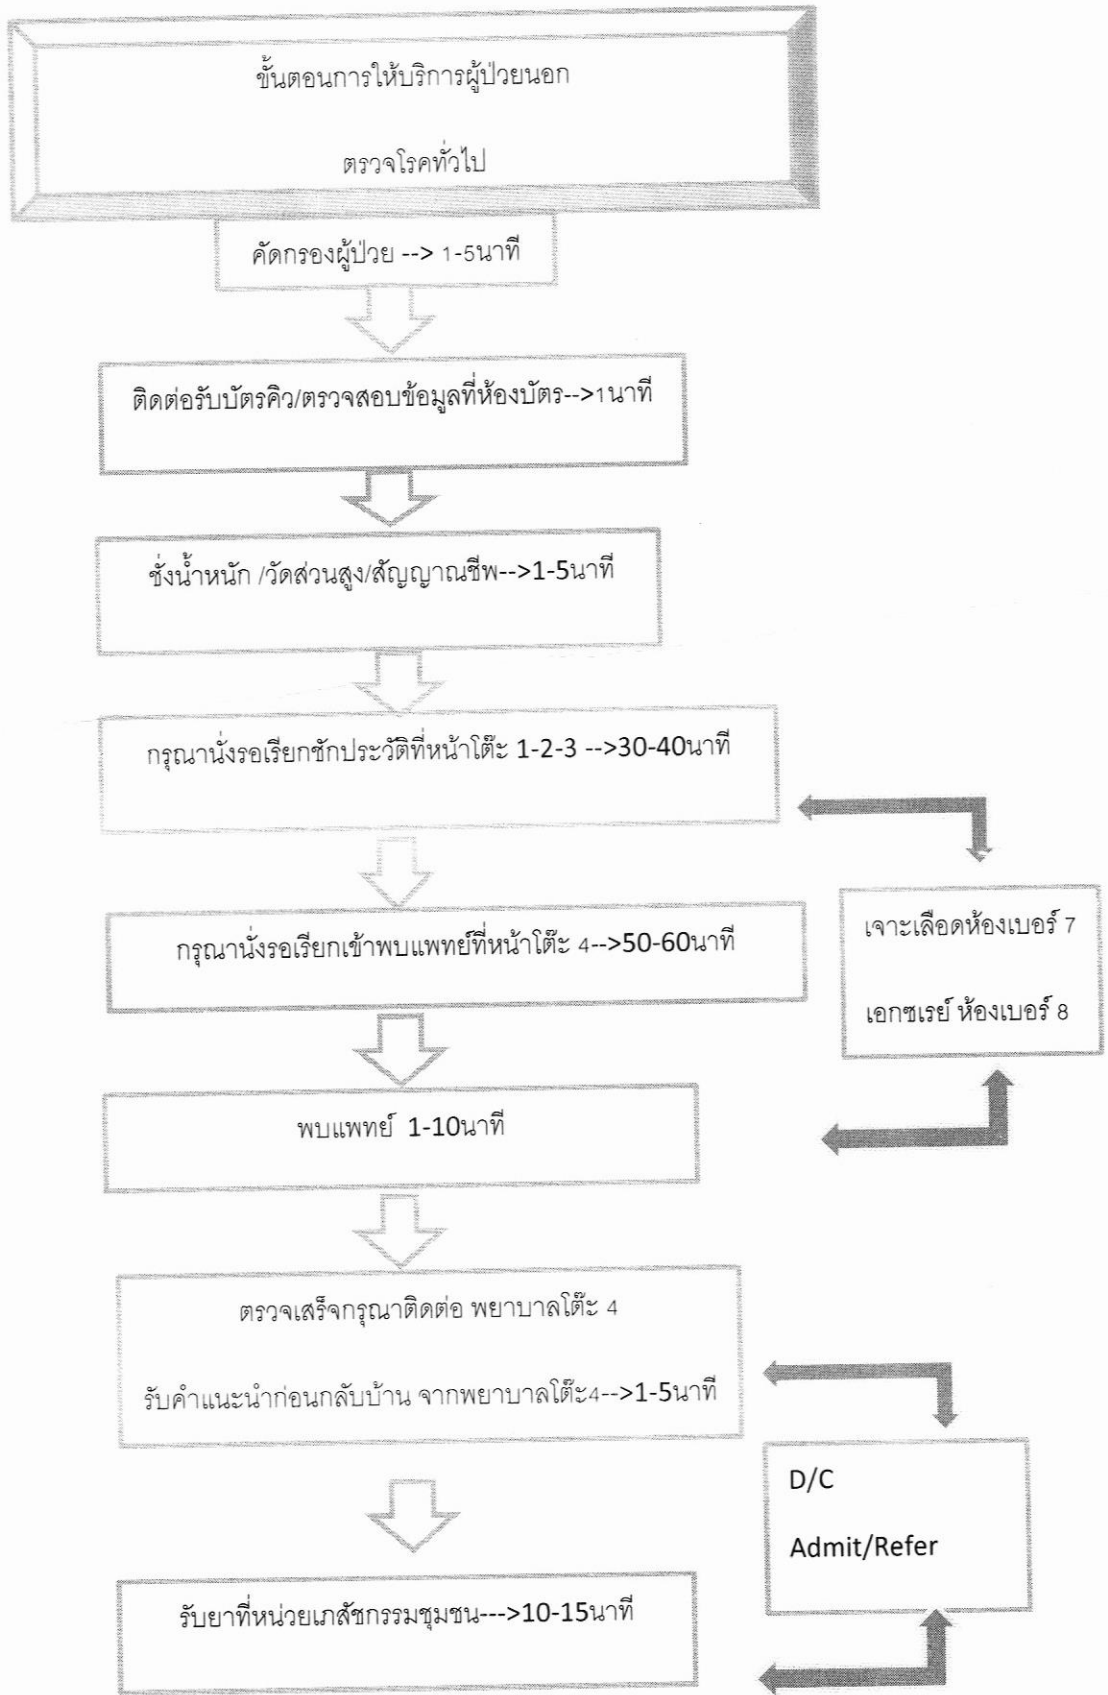 ขั้นตอนการให้บริการผู้ป่วยนอก
ตรวจโรคทั่วไป
คัดกรองผู้ป่วย --> 1-5นาที
ติดต่อรับบัตรคิว/ตรวจสอบข้อมูลที่ห้องบัตร-->1นาที
ชั่งน้ำหนัก /วัดส่วนสูง/สัญญาณชีพ-->1-5นาที
กรุณานั่งรอเรียกซักประวัติที่หน้าโต๊ะ 1-2-3 -->30-40นาที
กรุณานั่งรอเรียกเข้าพบแพทย์ที่หน้าโต๊ะ 4-->50-60นาที
เจาะเลือดห้องเบอร์ 7
เอกซเรย์ ห้องเบอร์ 8
พบแพทย์ 1-10นาที
ตรวจเสร็จกรุณาติดต่อ พยาบาลโต๊ะ 4
รับคำแนะนำก่อนกลับบ้าน จากพยาบาลโต๊ะ4-->1-5นาที
D/C
Admit/Refer
รับยาที่หน่วยเภสัชกรรมชุมชน--->10-15นาที